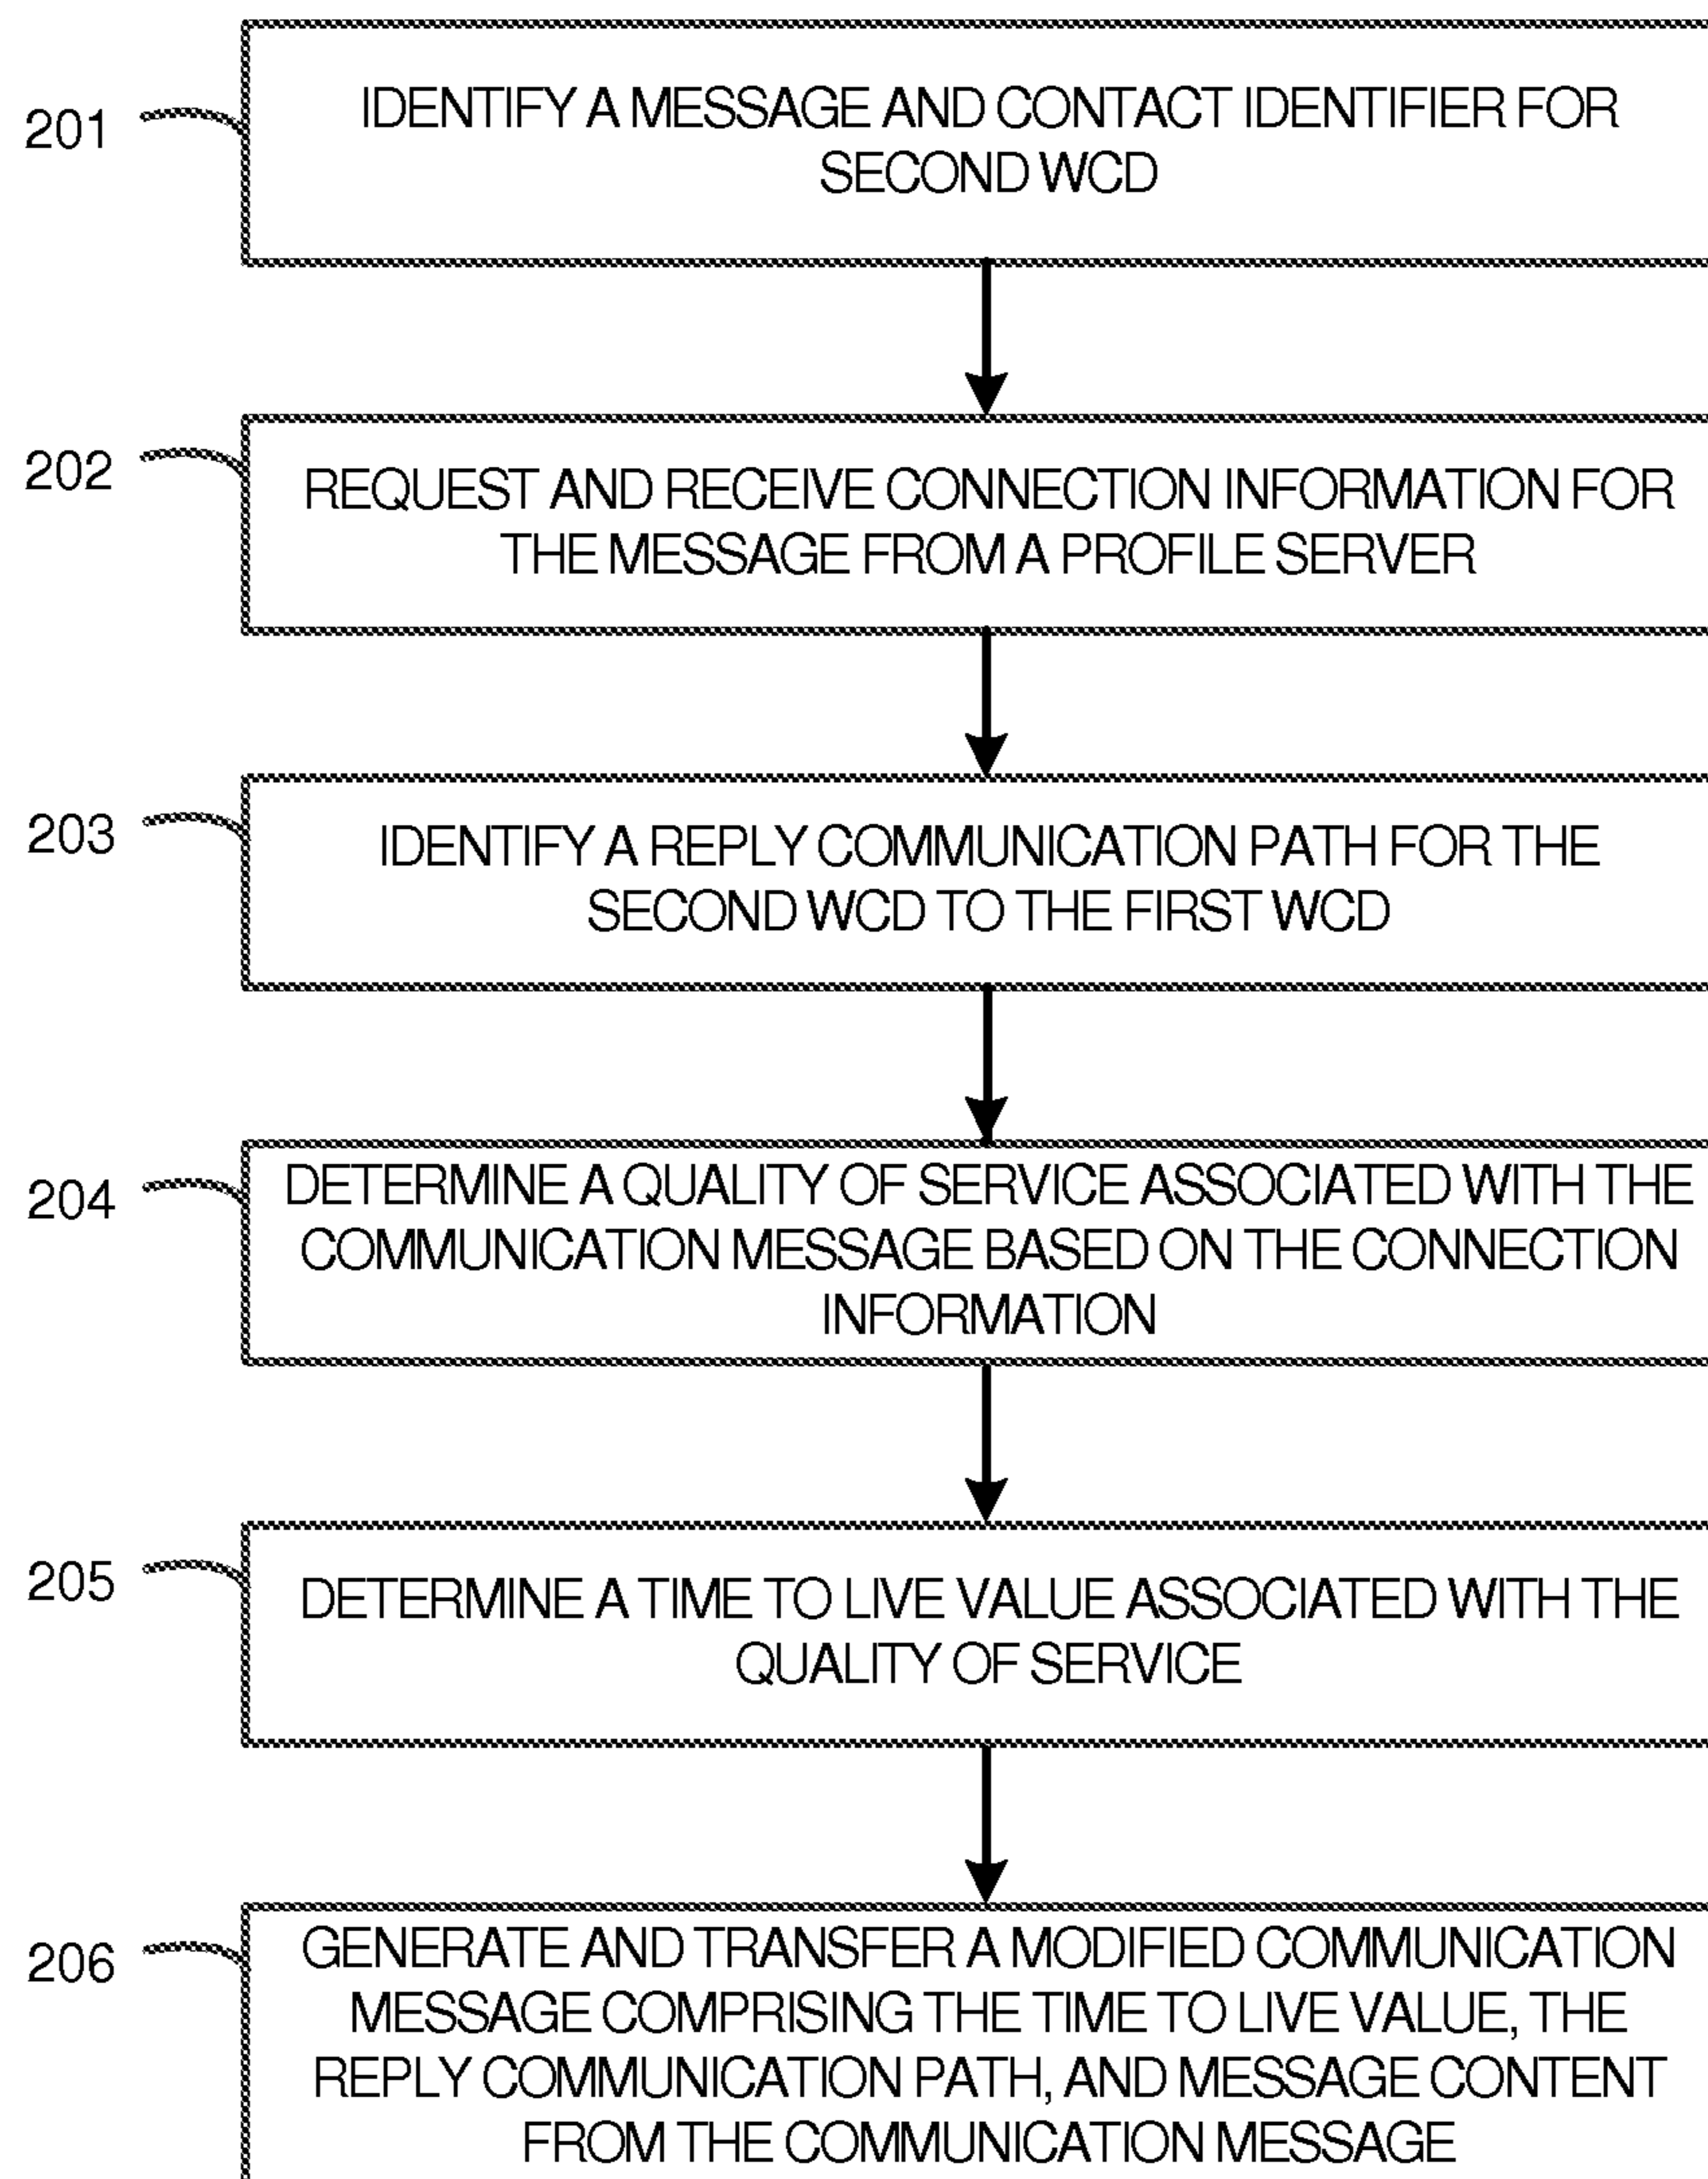 201
IDENTIFY A MESSAGE AND CONTACT IDENTIFIER FOR
SECOND WCD
202
REQUEST AND RECEIVE CONNECTION INFORMATION FOR
THE MESSAGE FROM A PROFILE SERVER
203
IDENTIFY A REPLY COMMUNICATION PATH FOR THE
SECOND WCD TO THE FIRST WCD
204
DETERMINE A QUALITY OF SERVICE ASSOCIATED WITH THE
COMMUNICATION MESSAGE BASED ON THE CONNECTION
INFORMATION
205
DETERMINE A TIME TO LIVE VALUE ASSOCIATED WITH THE
QUALITY OF SERVICE
206
GENERATE AND TRANSFER A MODIFIED COMMUNICATION
MESSAGE COMPRISING THE TIME TO LIVE VALUE, THE
REPLY COMMUNICATION PATH, AND MESSAGE CONTENT
FROM THE COMMUNICATION MESSAGE